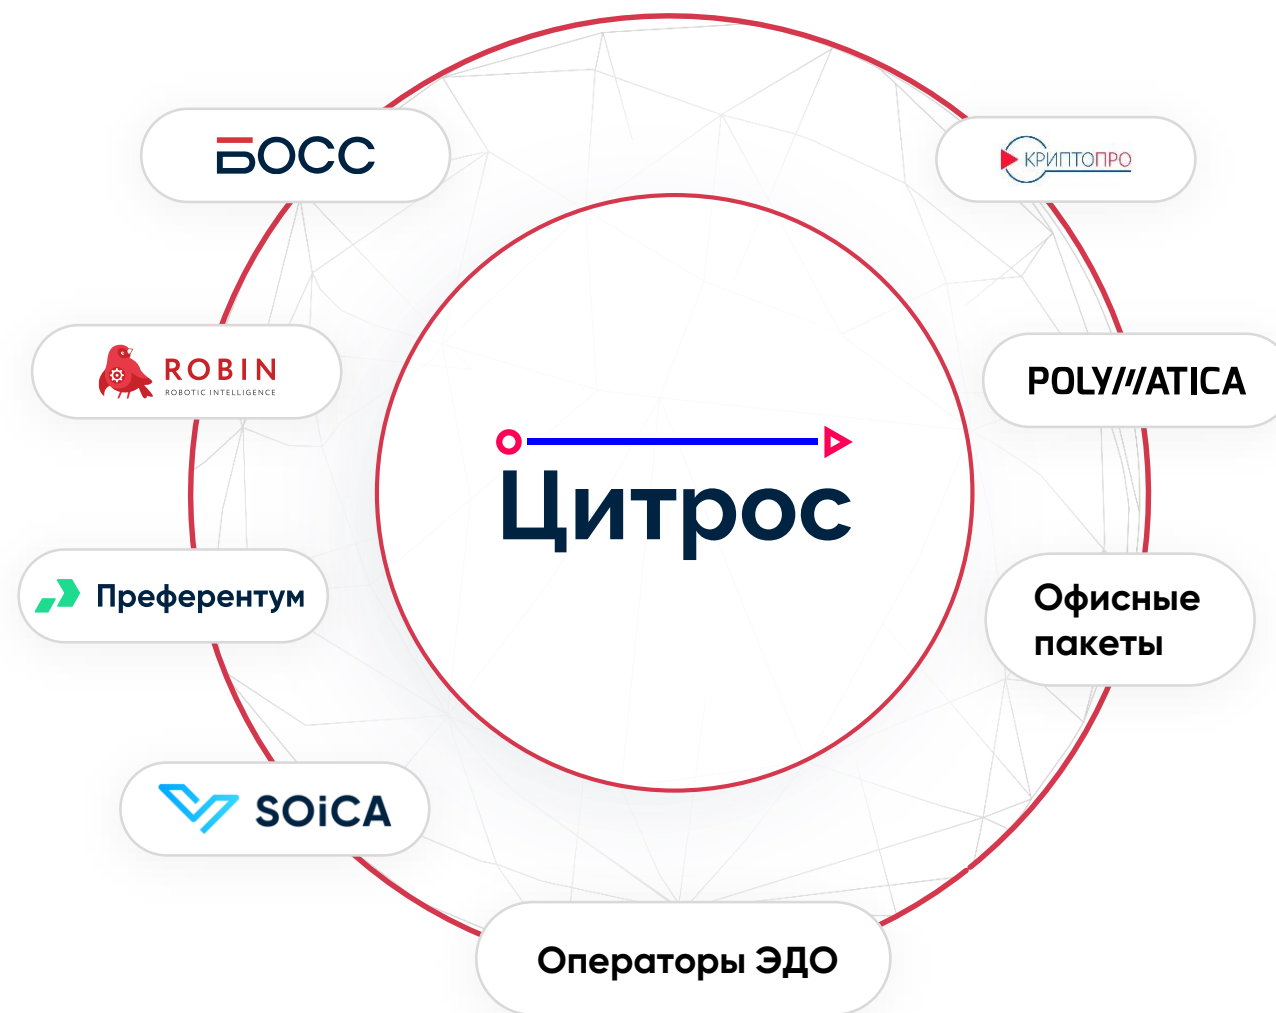 БОСС
КРИПТОПРО
ROBIN
ROBOTIC INTELLIGENCE
POLYMATICA
Цитрос
Преферентум
Офисные
пакеты
SOiCA
Операторы ЭДО